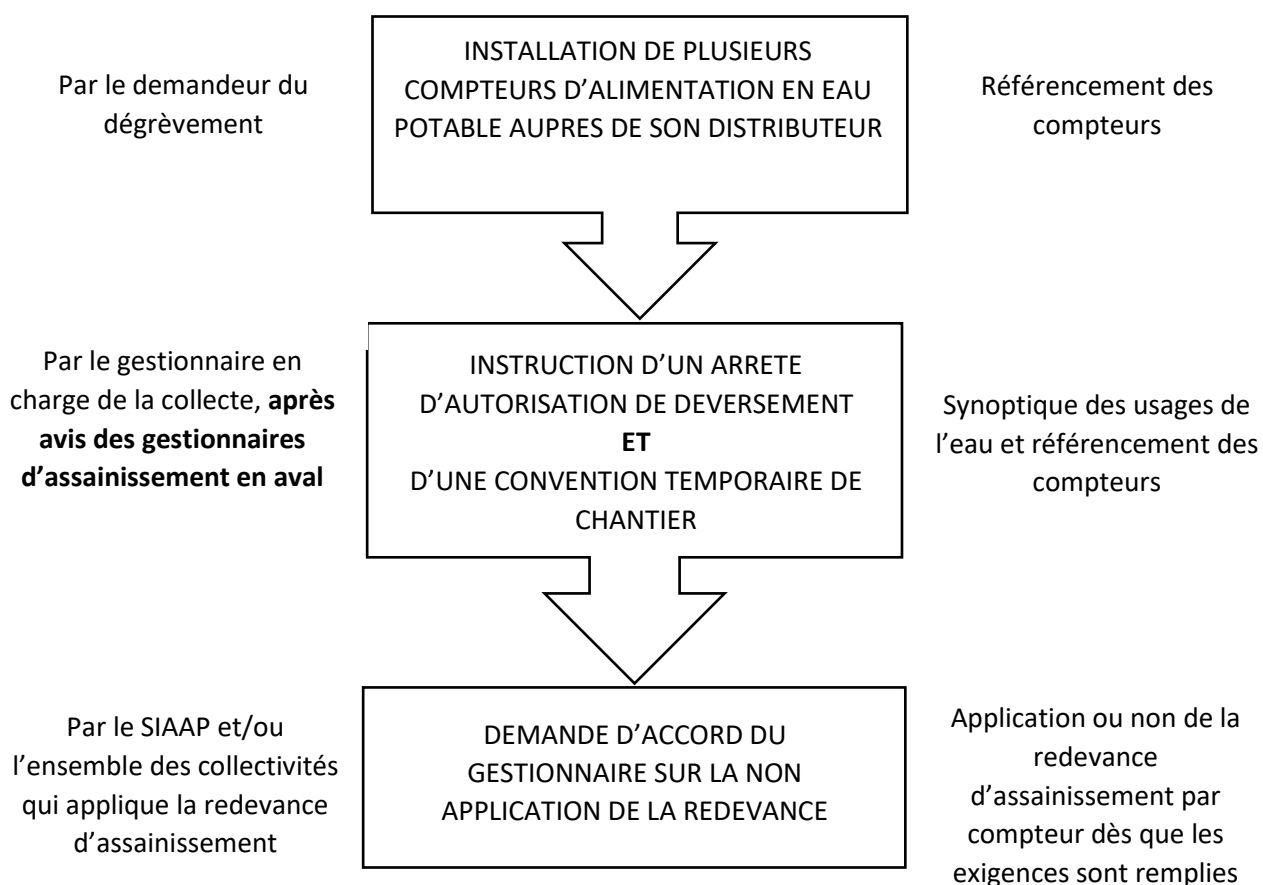 Par le demandeur du
dégrèvement
INSTALLATION DE PLUSIEURS
COMPTEURS D’ALIMENTATION EN EAU
POTABLE AUPRES DE SON DISTRIBUTEUR
Référencement des
compteurs
Par le gestionnaire en
charge de la collecte, après
avis des gestionnaires
d’assainissement en aval
INSTRUCTION D’UN ARRETE
D’AUTORISATION DE DEVERSEMENT
ET
D’UNE CONVENTION TEMPORAIRE DE
CHANTIER
Synoptique des usages de
l’eau et référencement des
compteurs
Par le SIAAP et/ou
l’ensemble des collectivités
qui applique la redevance
d’assainissement
DEMANDE D’ACCORD DU
GESTIONNAIRE SUR LA NON
APPLICATION DE LA REDEVANCE
Application ou non de la
redevance
d’assainissement par
compteur dès que les
exigences sont remplies